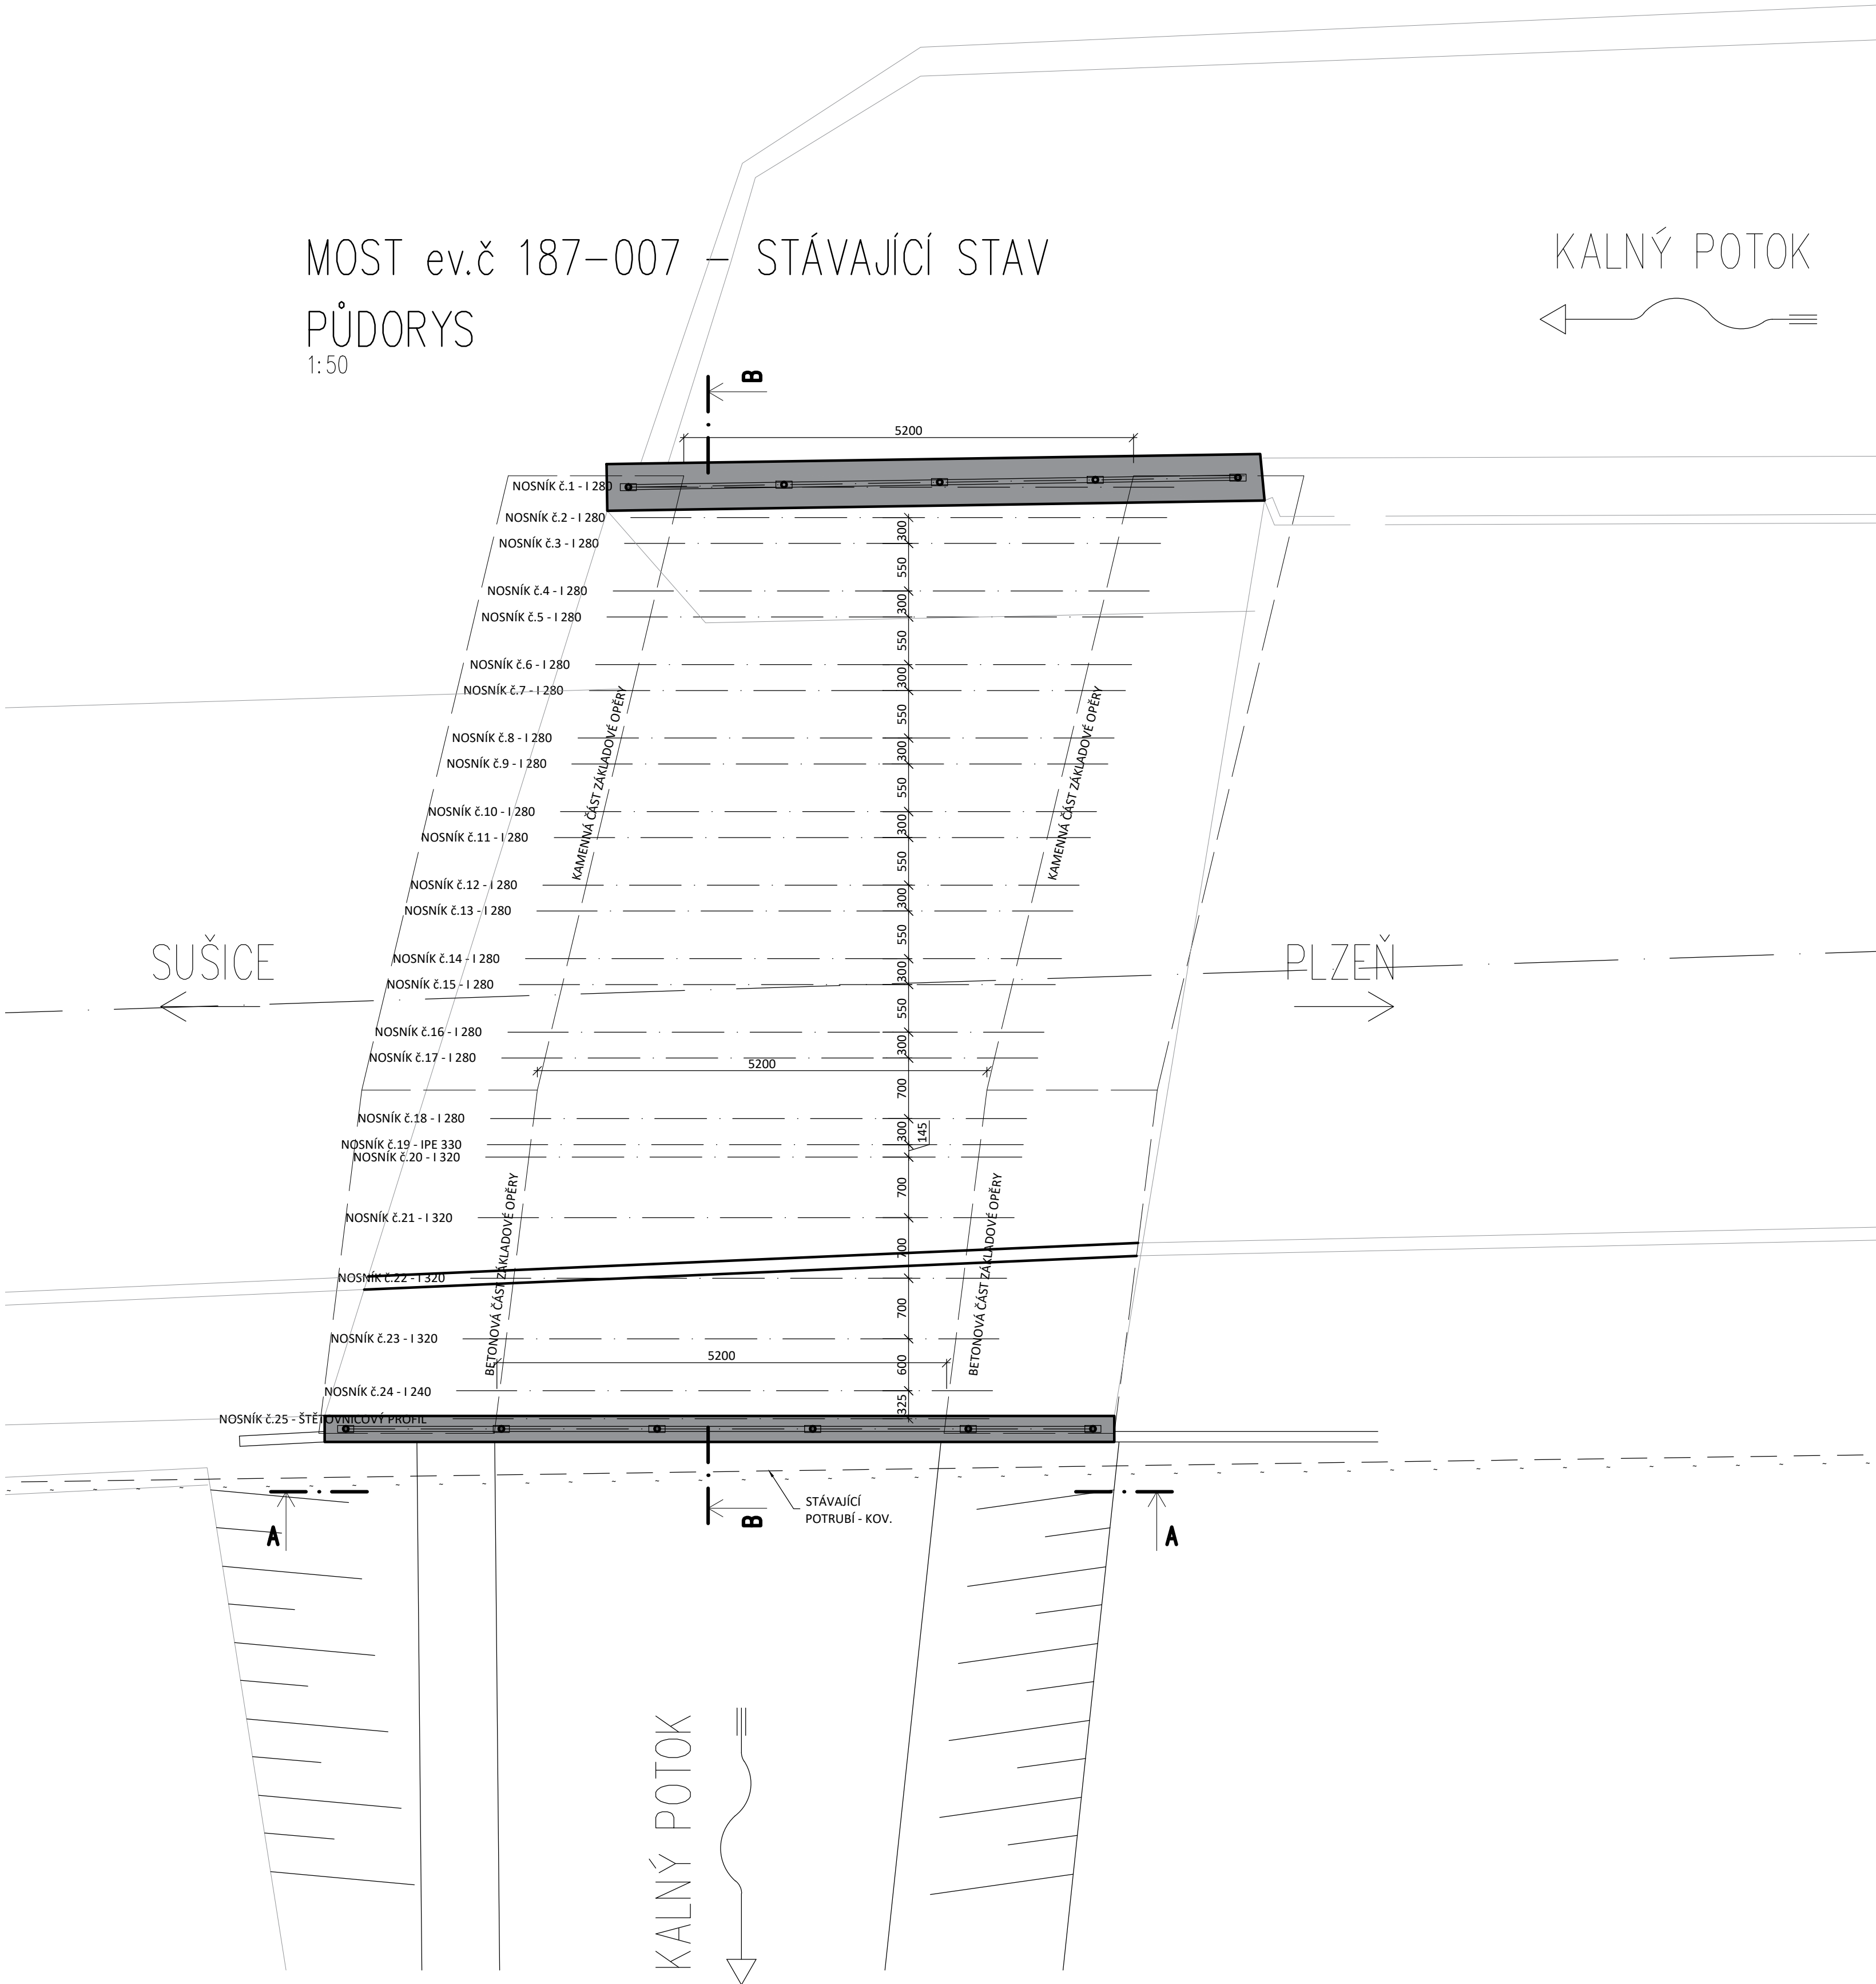 MOST ev.č 187-007 - STÁVAJÍCÍ STAV
PŮDORYS
1:50
KALNÝ POTOK
B
5200
NOSNÍK č.1 - I 280
NOSNÍK č.2 - I 280
300
NOSNÍK č.3 - I 280
550
NOSNÍK č.4 - I 280
300
NOSNÍK č.5 - I 280
550
NOSNÍK č.6 - I 280
300
NOSNÍK č.7 - I 280
550
NOSNÍK č.8 - I 280
300
NOSNÍK č.9 - I 280
550
NOSNÍK č.10 - I 280
300
NOSNÍK č.11 - I 280
550
NOSNÍK č.12 - I 280
300
NOSNÍK č.13 - I 280
550
NOSNÍK č.14 - I 280
300
NOSNÍK č.15 - I 280
550
NOSNÍK č.16 - I 280
300
NOSNÍK č.17 - I 280
KAMENNÁ ČÁST ZÁKLADOVÉ OPĚRY
KAMENNÁ ČÁST ZÁKLADOVÉ OPĚRY
SUŠICE
PLZEŇ
5200
700
NOSNÍK č.18 - I 280
300
145
NOSNÍK č.19 - IPE 330
NOSNÍK č.20 - I 320
700
NOSNÍK č.21 - I 320
700
NOSNÍK č.22 - I 320
700
NOSNÍK č.23 - I 320
BETONOVÁ ČÁST ZÁKLADOVÉ OPĚRY
BETONOVÁ ČÁST ZÁKLADOVÉ OPĚRY
5200
600
NOSNÍK č.24 - I 240
325
NOSNÍK č.25 - ŠTĚTOVNICOVÝ PROFIL
STÁVAJÍCÍ
POTRUBÍ - KOV.
A
B
A
KALNÝ POTOK